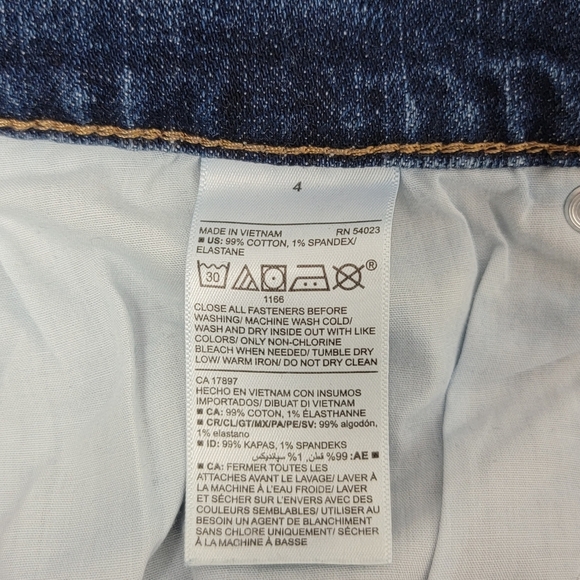 4
MADE IN VIETNAM RN 54023
US: 99% COTTON, 1% SPANDEX/
ELASTANE
30 ®
1166
CLOSE ALL FASTENERS BEFORE
WASHING/ MACHINE WASH COLD/
WASH AND DRY INSIDE OUT WITH LIKE
COLORS/ ONLY NON-CHLORINE
BLEACH WHEN NEEDED/ TUMBLE DRY
LOW/ WARM IRON/ DO NOT DRY CLEAN
CA 17897
HECHO EN VIETNAM CON INSUMOS
IMPORTADOS/ DIBUAT DI VIETNAM
CA: 99% COTON, 1% ÉLASTHANNE
CR/CL/GT/MX/PA/PE/SV: 99% algodón,
1% elastano
ID: 99% KAPAS, 1% SPANDEKS
AE: 99% قطن, 1% سباندیکس
CA: FERMER TOUTES LES
ATTACHES AVANT LE LAVAGE/ LAVER
À LA MACHINE À L'EAU FROIDE/ LAVER
ET SÉCHER SUR L'ENVERS AVEC DES
COULEURS SEMBLABLES/ UTILISER AU
BESOIN UN AGENT DE BLANCHIMENT
SANS CHLORE UNIQUEMENT/ SÉCHER
À LA MACHINE À BASSE